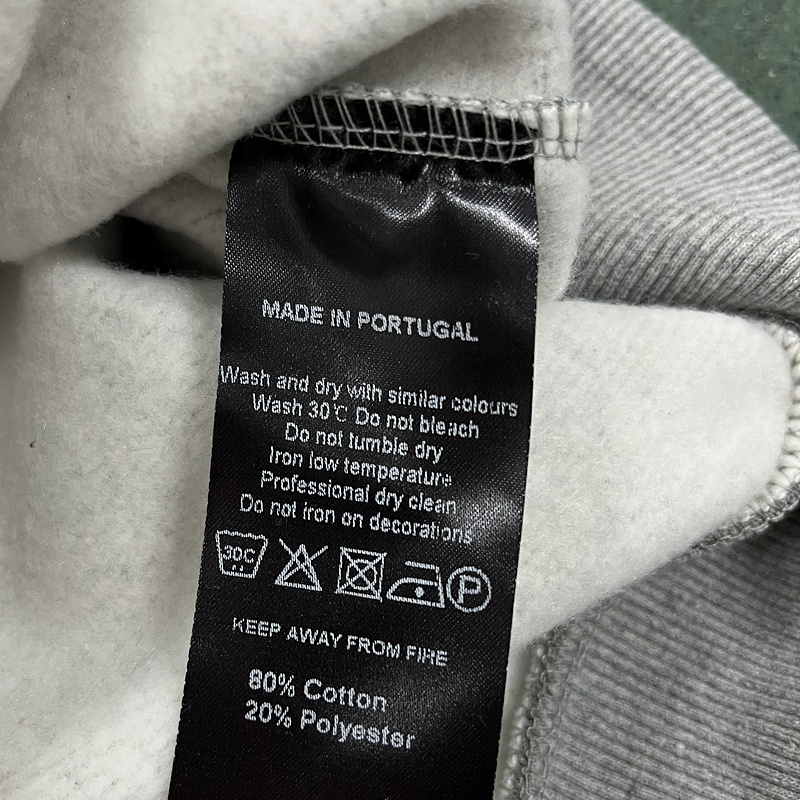 MADE IN PORTUGAL
Wash and dry with similar colours
Wash 30°C Do not bleach
Do not tumble dry
Iron low temperature
Professional dry clean
Do not iron on decorations
30C
P
KEEP AWAY FROM FIRE
80% Cotton
20% Polyester